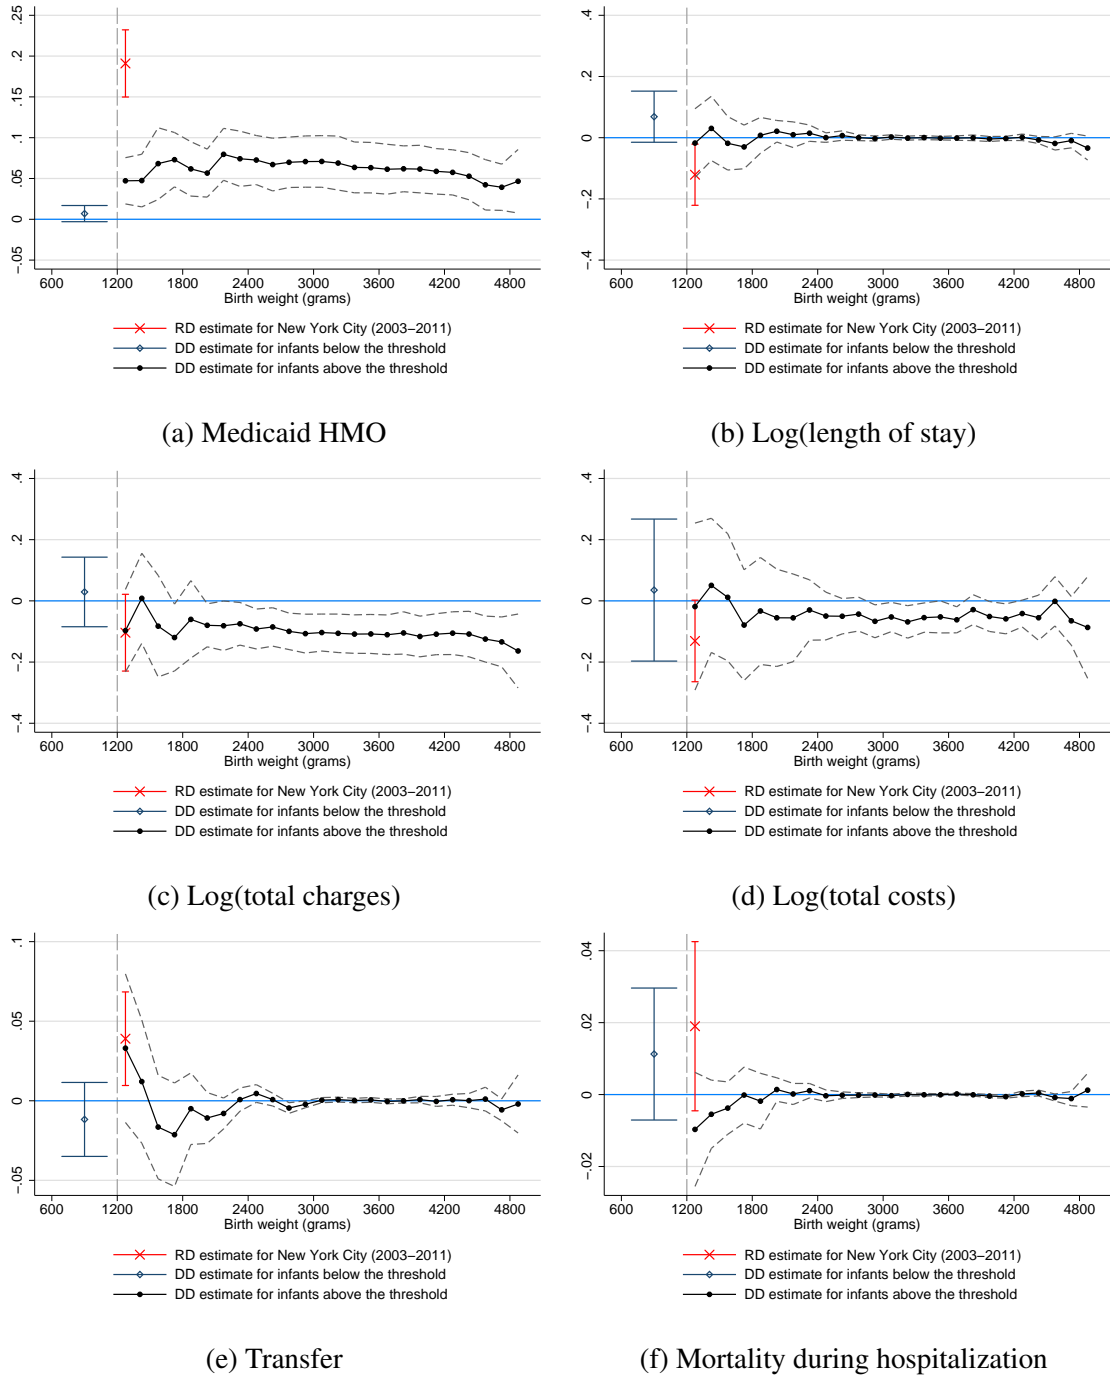 .25
.2
.15
.1
.05
0
-.05
600 1200 1800 2400 3000 3600 4200 4800
Birth weight (grams)
RD estimate for New York City (2003–2011)
DD estimate for infants below the threshold
DD estimate for infants above the threshold
(a) Medicaid HMO
.4
.2
0
-.2
-.4
600 1200 1800 2400 3000 3600 4200 4800
Birth weight (grams)
RD estimate for New York City (2003–2011)
DD estimate for infants below the threshold
DD estimate for infants above the threshold
(b) Log(length of stay)
.4
.2
0
-.2
-.4
600 1200 1800 2400 3000 3600 4200 4800
Birth weight (grams)
RD estimate for New York City (2003–2011)
DD estimate for infants below the threshold
DD estimate for infants above the threshold
(c) Log(total charges)
.4
.2
0
-.2
-.4
600 1200 1800 2400 3000 3600 4200 4800
Birth weight (grams)
RD estimate for New York City (2003–2011)
DD estimate for infants below the threshold
DD estimate for infants above the threshold
(d) Log(total costs)
.1
.05
0
-.05
600 1200 1800 2400 3000 3600 4200 4800
Birth weight (grams)
RD estimate for New York City (2003–2011)
DD estimate for infants below the threshold
DD estimate for infants above the threshold
(e) Transfer
.04
.02
0
-.02
600 1200 1800 2400 3000 3600 4200 4800
Birth weight (grams)
RD estimate for New York City (2003–2011)
DD estimate for infants below the threshold
DD estimate for infants above the threshold
(f) Mortality during hospitalization